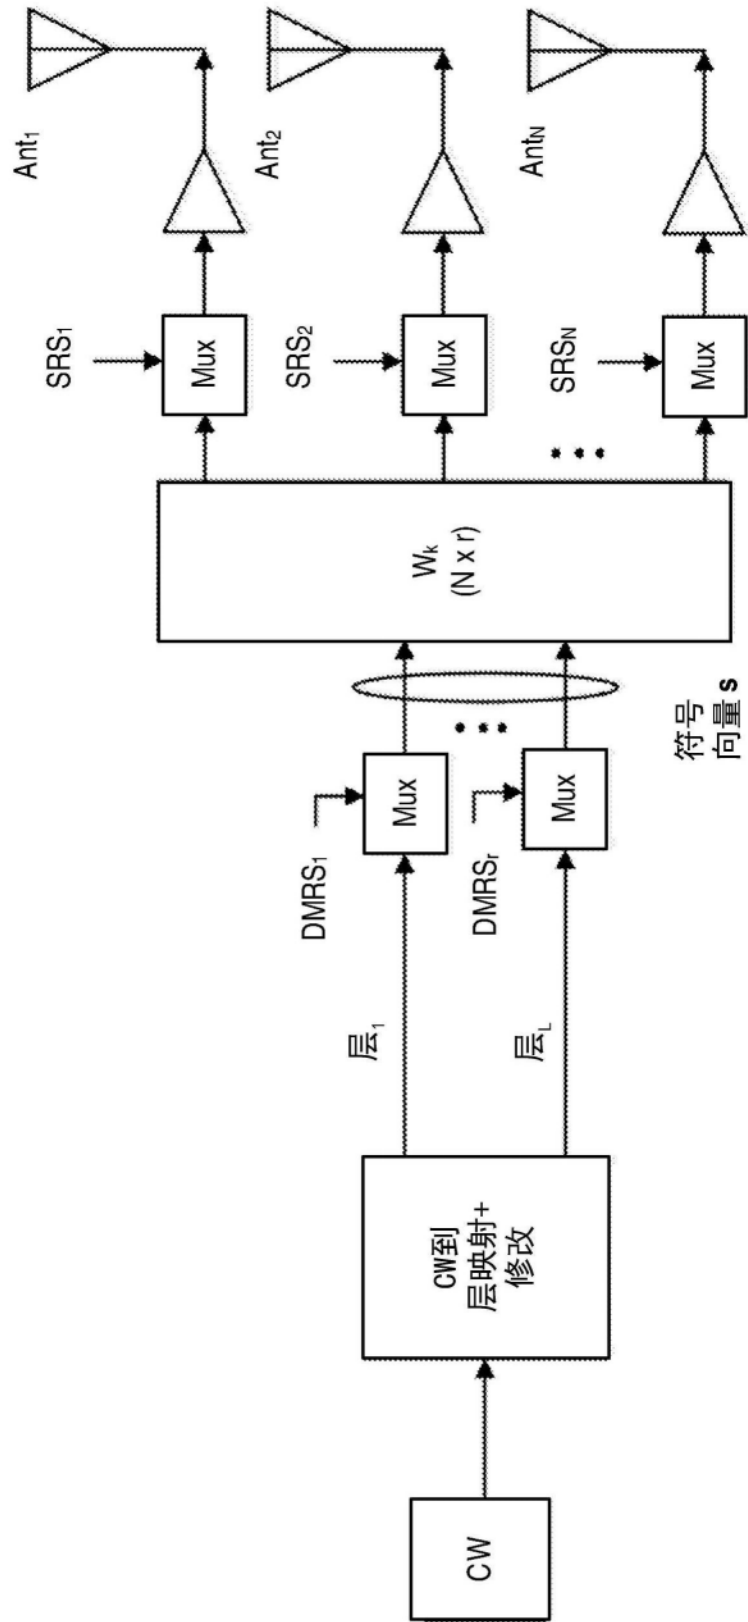 CW
CW到
层映射+
修改
层₁
层L
DMRS₁
Mux
DMRSr
Mux
符号
向量 s
Wk
(N x r)
SRS₁
Mux
SRS₂
Mux
SRSN
Mux
Ant₁
Ant₂
AntN